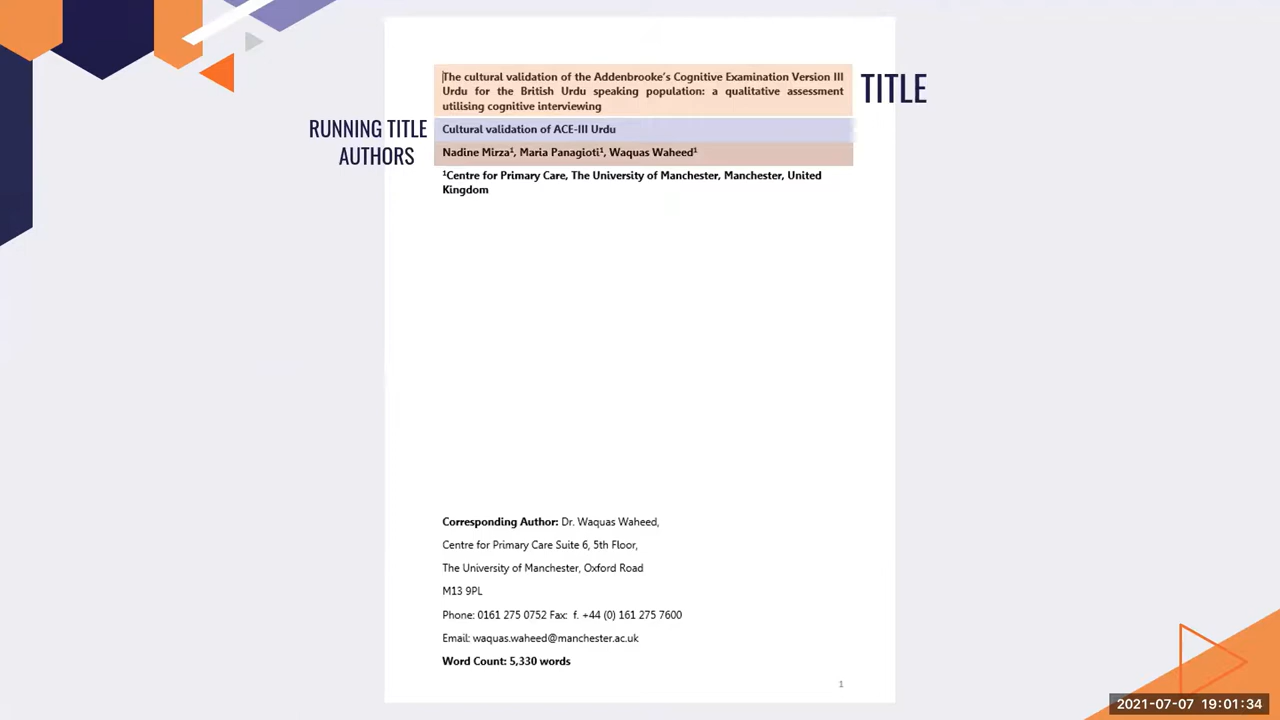 The cultural validation of the Addenbrooke's Cognitive Examination Version III
Urdu for the British Urdu speaking population: a qualitative assessment
utilising cognitive interviewing
TITLE
RUNNING TITLE
Cultural validation of ACE-III Urdu
AUTHORS
Nadine Mirza¹, Maria Panagioti¹, Waquas Waheed¹
¹Centre for Primary Care, The University of Manchester, Manchester, United
Kingdom
Corresponding Author: Dr. Waquas Waheed,
Centre for Primary Care Suite 6, 5th Floor,
The University of Manchester, Oxford Road
M13 9PL
Phone: 0161 275 0752 Fax: f. +44 (0) 161 275 7600
Email: waquas.waheed@manchester.ac.uk
Word Count: 5,330 words
1
2021-07-07 19:01:34